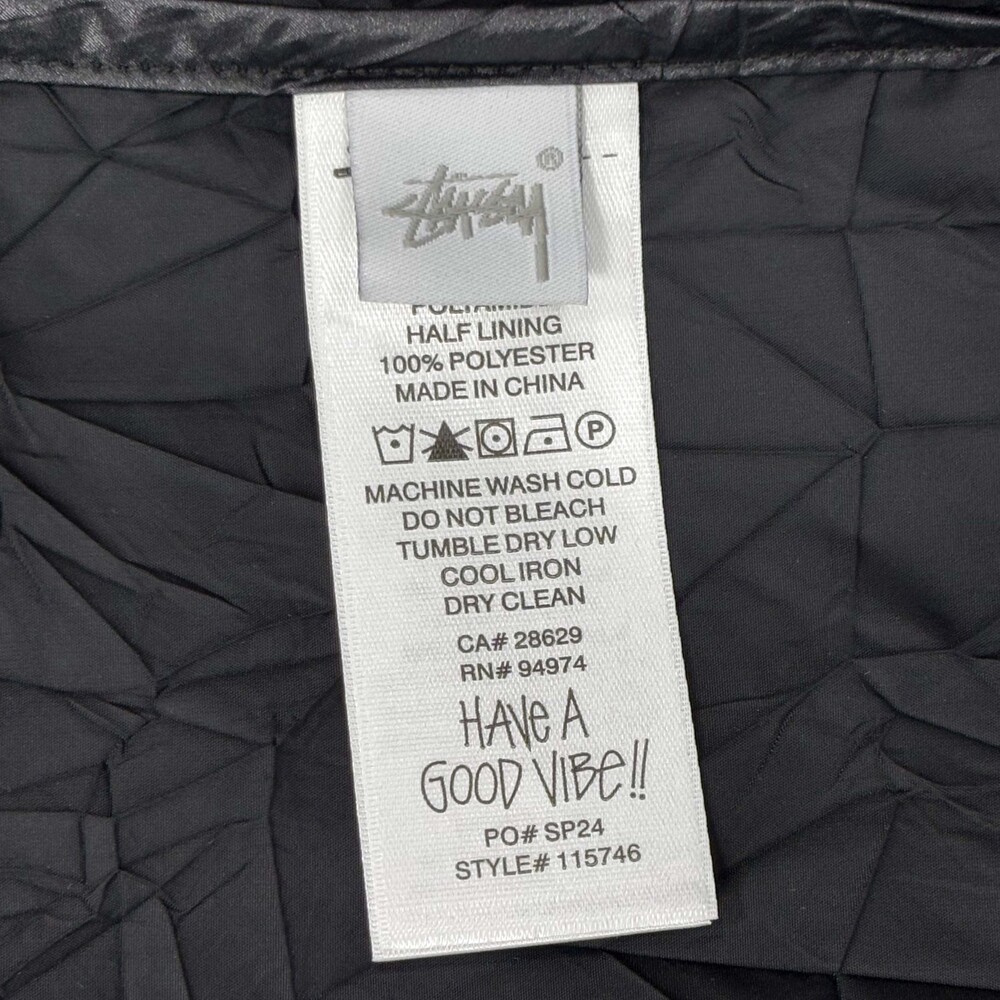 STÜSSY ®
HALF LINING
100% POLYESTER
MADE IN CHINA
P
MACHINE WASH COLD
DO NOT BLEACH
TUMBLE DRY LOW
COOL IRON
DRY CLEAN
CA# 28629
RN# 94974
HAVe A
GOOD VIBe!!
PO# SP24
STYLE# 115746